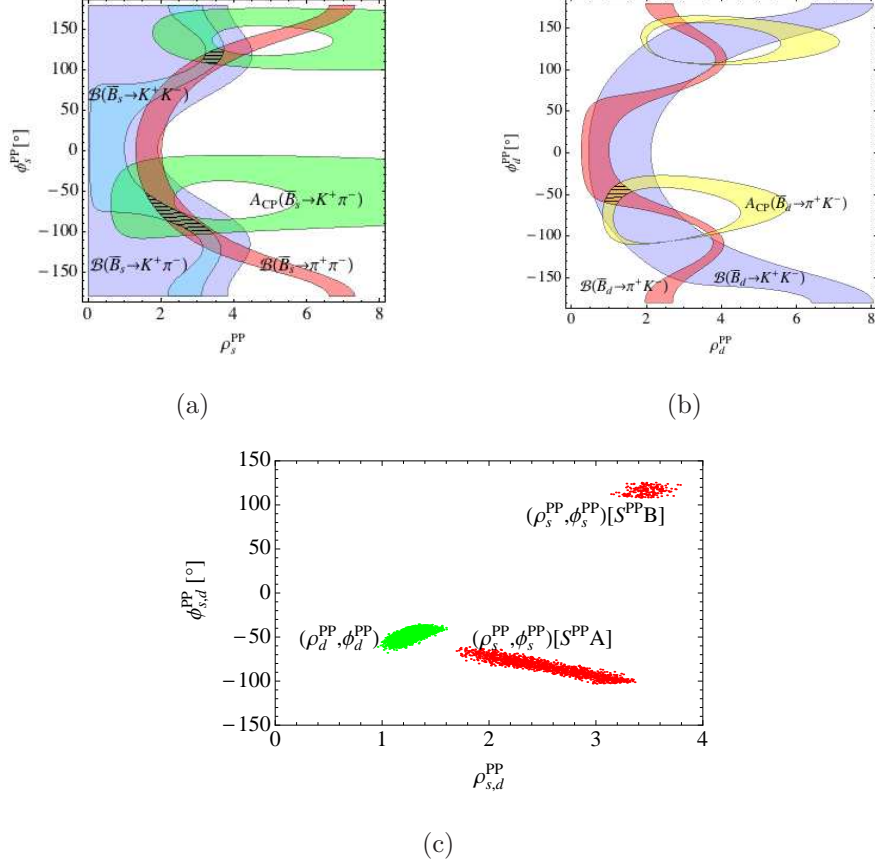 150
100
50
0
−50
−100
−150
ϕ_s^PP [°]
ℬ(B̅_s→K⁺K⁻)
A_CP(B̅_s→K⁺π⁻)
ℬ(B̅_s→K⁺π⁻)
ℬ(B̅_s→π⁺π⁻)
0 2 4 6 8
ρ_s^PP
(a)
150
100
50
0
−50
−100
−150
ϕ_d^PP [°]
A_CP(B̅_d→π⁺K⁻)
ℬ(B̅_d→π⁺K⁻)
ℬ(B̅_d→K⁺K⁻)
0 2 4 6 8
ρ_d^PP
(b)
150
100
50
0
−50
−100
−150
ϕ_s,d^PP [°]
(ρ_s^PP,ϕ_s^PP)[S^PP B]
(ρ_d^PP,ϕ_d^PP)
(ρ_s^PP,ϕ_s^PP)[S^PP A]
0 1 2 3 4
ρ_s,d^PP
(c)